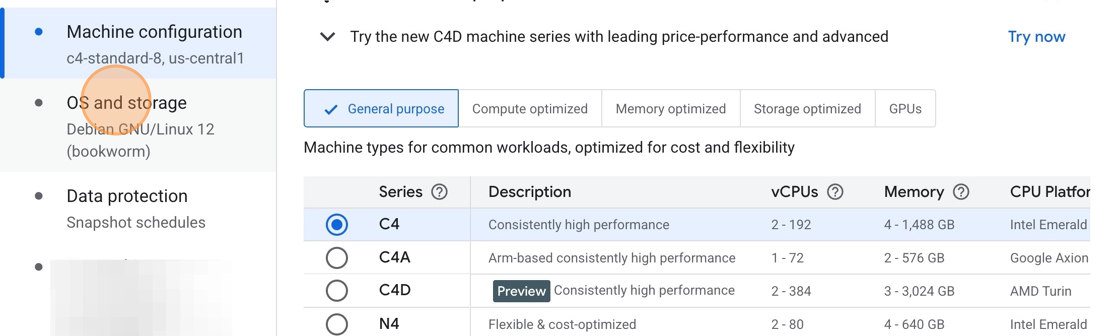 Machine configuration
c4-standard-8, us-central1
OS and storage
Debian GNU/Linux 12
(bookworm)
Data protection
Snapshot schedules
Try the new C4D machine series with leading price-performance and advanced
Try now
General purpose
Compute optimized
Memory optimized
Storage optimized
GPUs
Machine types for common workloads, optimized for cost and flexibility
Series Description vCPUs Memory CPU Platfor
C4 Consistently high performance 2 - 192 4 - 1,488 GB Intel Emerald
C4A Arm-based consistently high performance 1 - 72 2 - 576 GB Google Axion
C4D Preview Consistently high performance 2 - 384 3 - 3,024 GB AMD Turin
N4 Flexible & cost-optimized 2 - 80 4 - 640 GB Intel Emerald